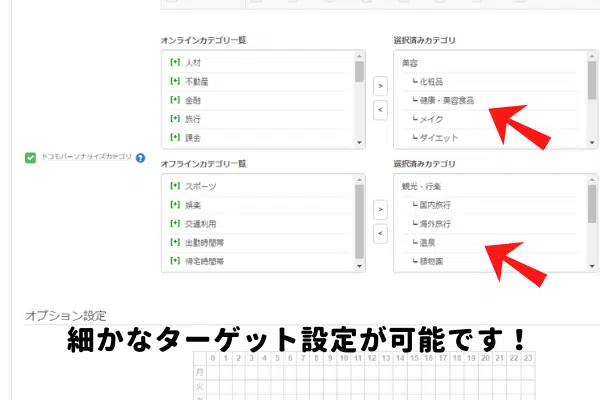 オンラインカテゴリ一覧
[+] 人材
[+] 不動産
[+] 金融
[+] 旅行
[+] 課金
>
<
選択済みカテゴリ
美容
┗ 化粧品
┗ 健康・美容食品
┗ メイク
┗ ダイエット
ドコモパーソナライズカテゴリ ?
オフラインカテゴリ一覧
[+] スポーツ
[+] 娯楽
[+] 交通利用
[+] 出勤時間帯
[+] 帰宅時間帯
>
<
選択済みカテゴリ
観光・行楽
┗ 国内旅行
┗ 海外旅行
┗ 温泉
┗ 植物園
オプション設定
細かなターゲット設定が可能です！
0 1 2 3 4 5 6 7 8 9 10 11 12 13 14 15 16 17 18 19 20 21 22 23
月
火